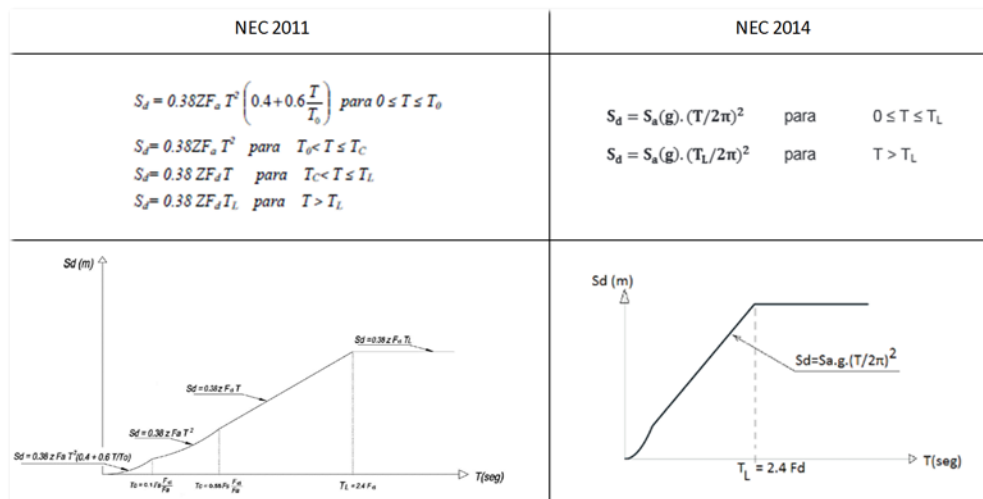 NEC 2011
NEC 2014
S_d = 0.38ZF_a T² (0.4+0.6 T/T_0) para 0 ≤ T ≤ T_0
S_d= 0.38ZF_a T² para T_0< T ≤ T_C
S_d= 0.38 ZF_d T para T_C< T ≤ T_L
S_d= 0.38 ZF_d T_L para T > T_L
S_d = S_a(g). (T/2π)² para 0 ≤ T ≤ T_L
S_d = S_a(g). (T_L/2π)² para T > T_L
Sd (m)
Sd = 0.38 z F_d T_L
Sd = 0.38 z F_d T
Sd = 0.38 z Fa T²
Sd = 0.38 z Fa T²(0.4 + 0.6 T/To)
T_L = 2.4 F_d
T(seg)
Sd (m)
Sd=Sa.g.(T/2π)²
T_L = 2.4 Fd
T(seg)